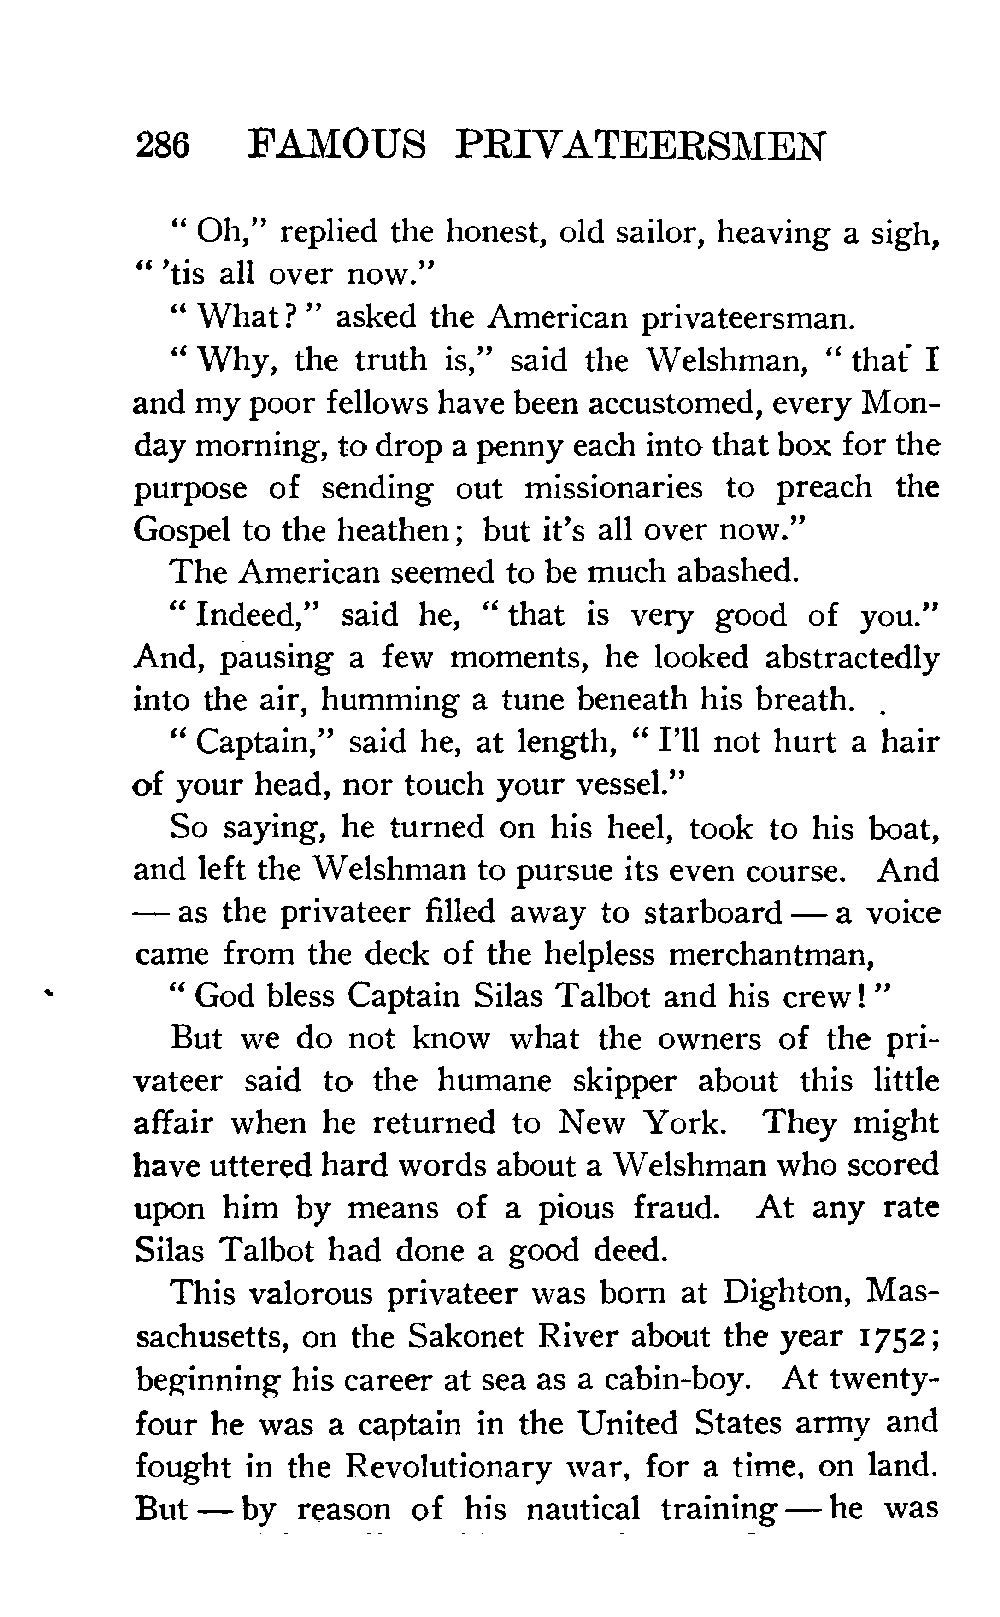 286 FAMOUS PRIVATEERSMEN
" Oh," replied the honest, old sailor, heaving a sigh,
" 'tis all over now."
" What? " asked the American privateersman.
" Why, the truth is," said the Welshman, " that I
and my poor fellows have been accustomed, every Mon-
day morning, to drop a penny each into that box for the
purpose of sending out missionaries to preach the
Gospel to the heathen; but it's all over now."
The American seemed to be much abashed.
" Indeed," said he, " that is very good of you."
And, pausing a few moments, he looked abstractedly
into the air, humming a tune beneath his breath.
" Captain," said he, at length, " I'll not hurt a hair
of your head, nor touch your vessel."
So saying, he turned on his heel, took to his boat,
and left the Welshman to pursue its even course. And
— as the privateer filled away to starboard — a voice
came from the deck of the helpless merchantman,
" God bless Captain Silas Talbot and his crew! "
But we do not know what the owners of the pri-
vateer said to the humane skipper about this little
affair when he returned to New York. They might
have uttered hard words about a Welshman who scored
upon him by means of a pious fraud. At any rate
Silas Talbot had done a good deed.
This valorous privateer was born at Dighton, Mas-
sachusetts, on the Sakonet River about the year 1752;
beginning his career at sea as a cabin-boy. At twenty-
four he was a captain in the United States army and
fought in the Revolutionary war, for a time, on land.
But — by reason of his nautical training — he was